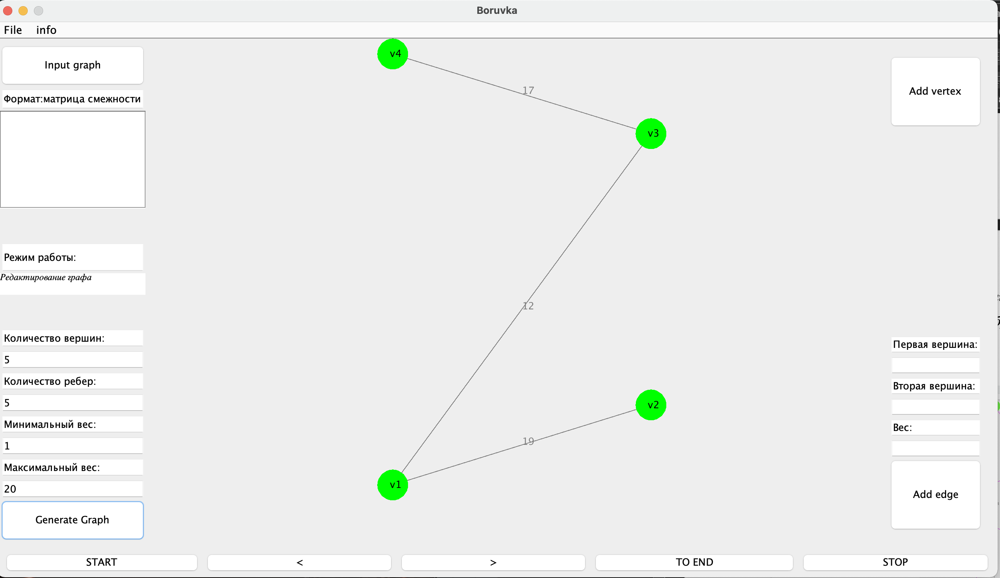 Boruvka
File info
Input graph
Формат:матрица смежности
Режим работы:
Редактирование графа
Количество вершин:
5
Количество ребер:
5
Минимальный вес:
1
Максимальный вес:
20
Generate Graph
v4
17
v3
12
v2
19
v1
Add vertex
Первая вершина:
Вторая вершина:
Вес:
Add edge
START < > TO END STOP